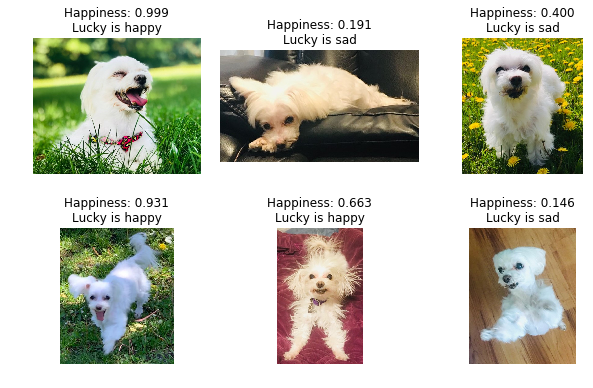 Happiness: 0.999
Lucky is happy
Happiness: 0.191
Lucky is sad
Happiness: 0.400
Lucky is sad
Happiness: 0.931
Lucky is happy
Happiness: 0.663
Lucky is happy
Happiness: 0.146
Lucky is sad